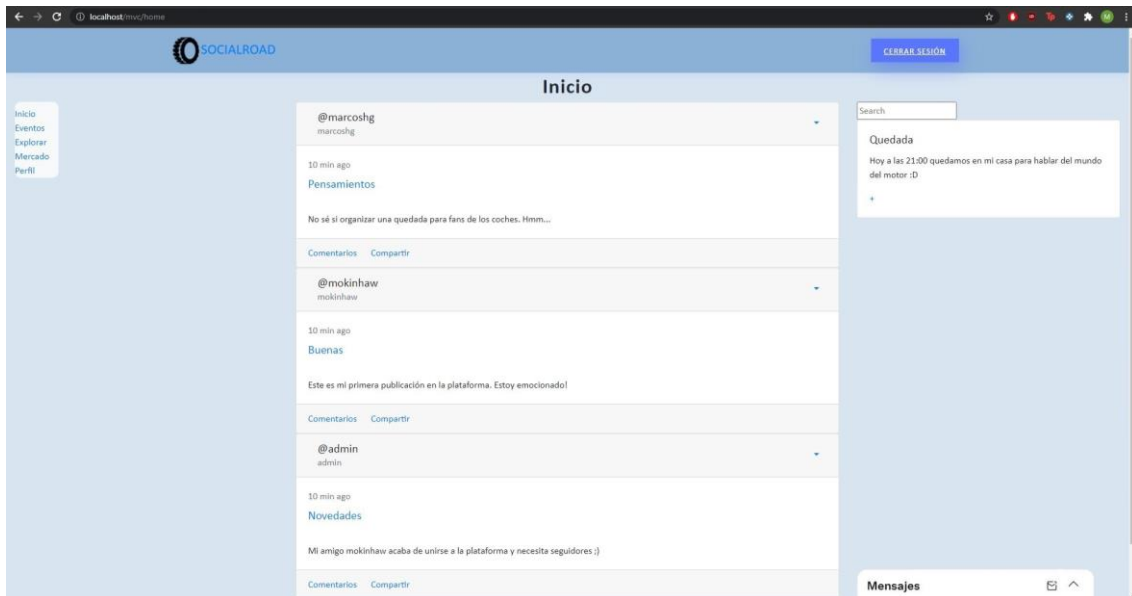 localhost/mvc/home
M
SOCIALROAD
CERRAR SESIÓN
Inicio
Inicio
Eventos
Explorar
Mercado
Perfil
@marcoshg
marcoshg
10 min ago
Pensamientos
No sé si organizar una quedada para fans de los coches. Hmm...
Comentarios Compartir
@mokinhaw
mokinhaw
10 min ago
Buenas
Este es mi primera publicación en la plataforma. Estoy emocionado!
Comentarios Compartir
@admin
admin
10 min ago
Novedades
Mi amigo mokinhaw acaba de unirse a la plataforma y necesita seguidores ;)
Comentarios Compartir
Search
Quedada
Hoy a las 21:00 quedamos en mi casa para hablar del mundo
del motor :D
+
Mensajes